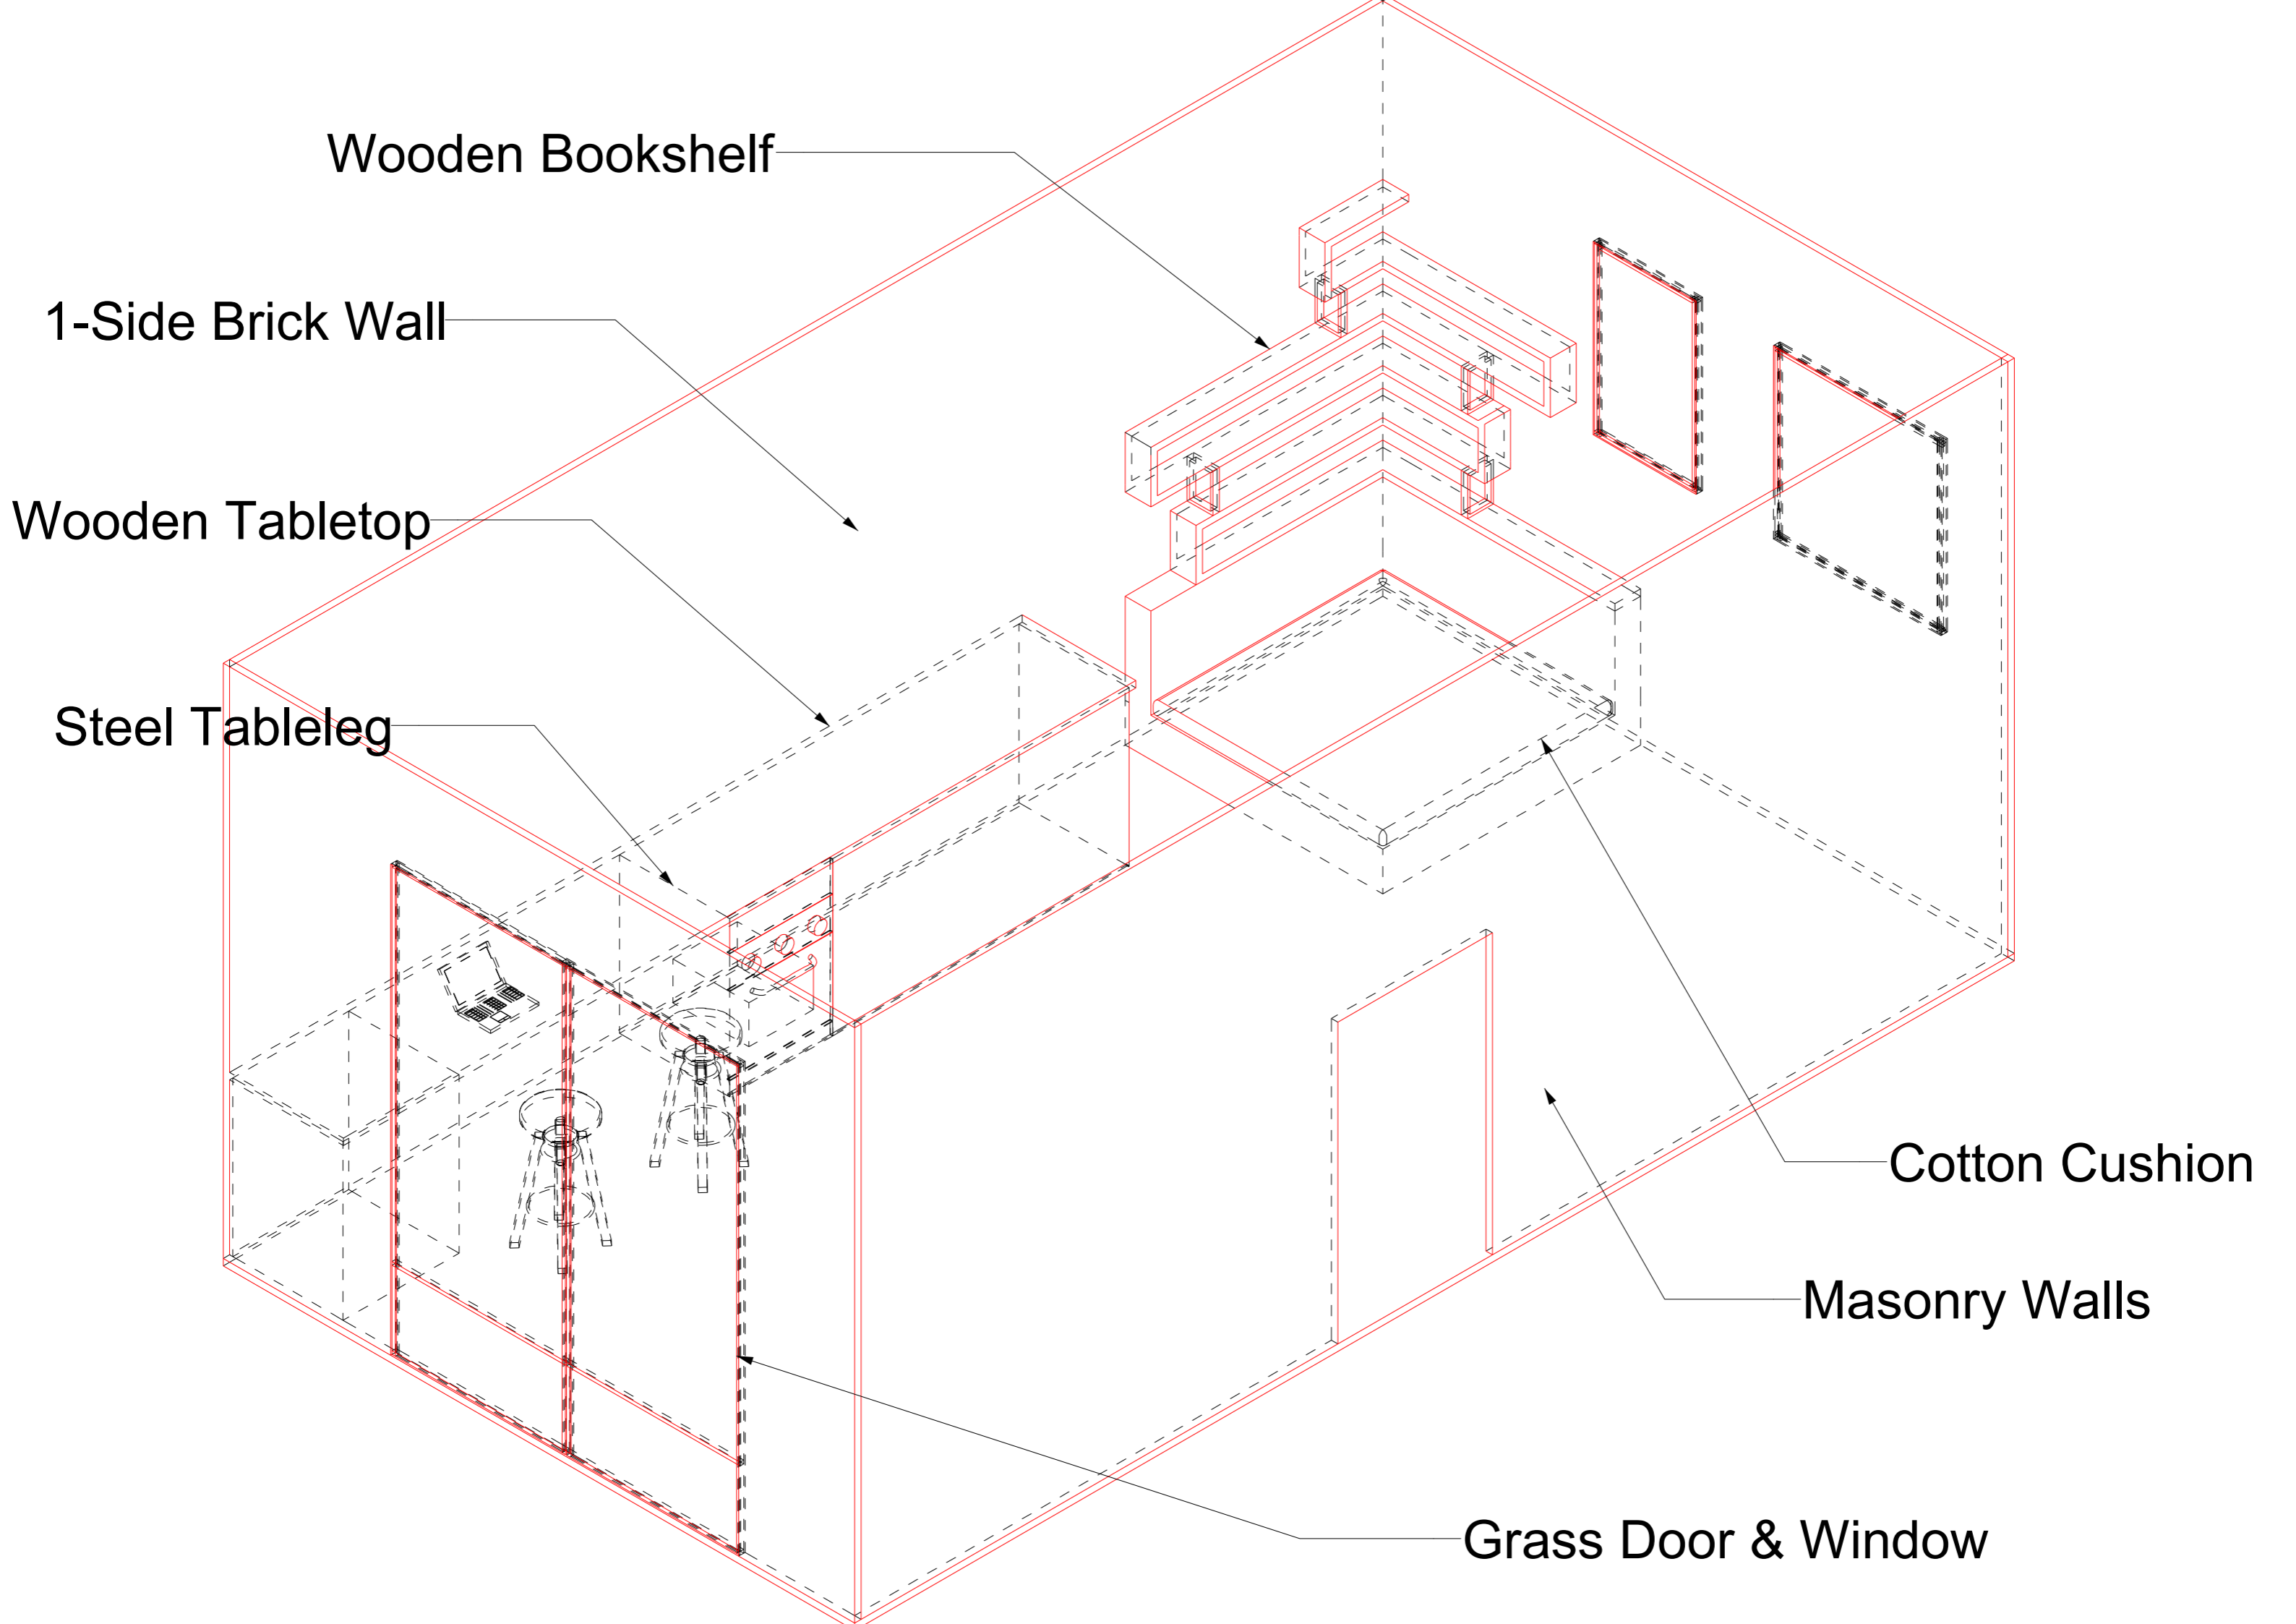 Wooden Bookshelf
1-Side Brick Wall
Wooden Tabletop
Steel Tableleg
Cotton Cushion
Masonry Walls
Grass Door & Window